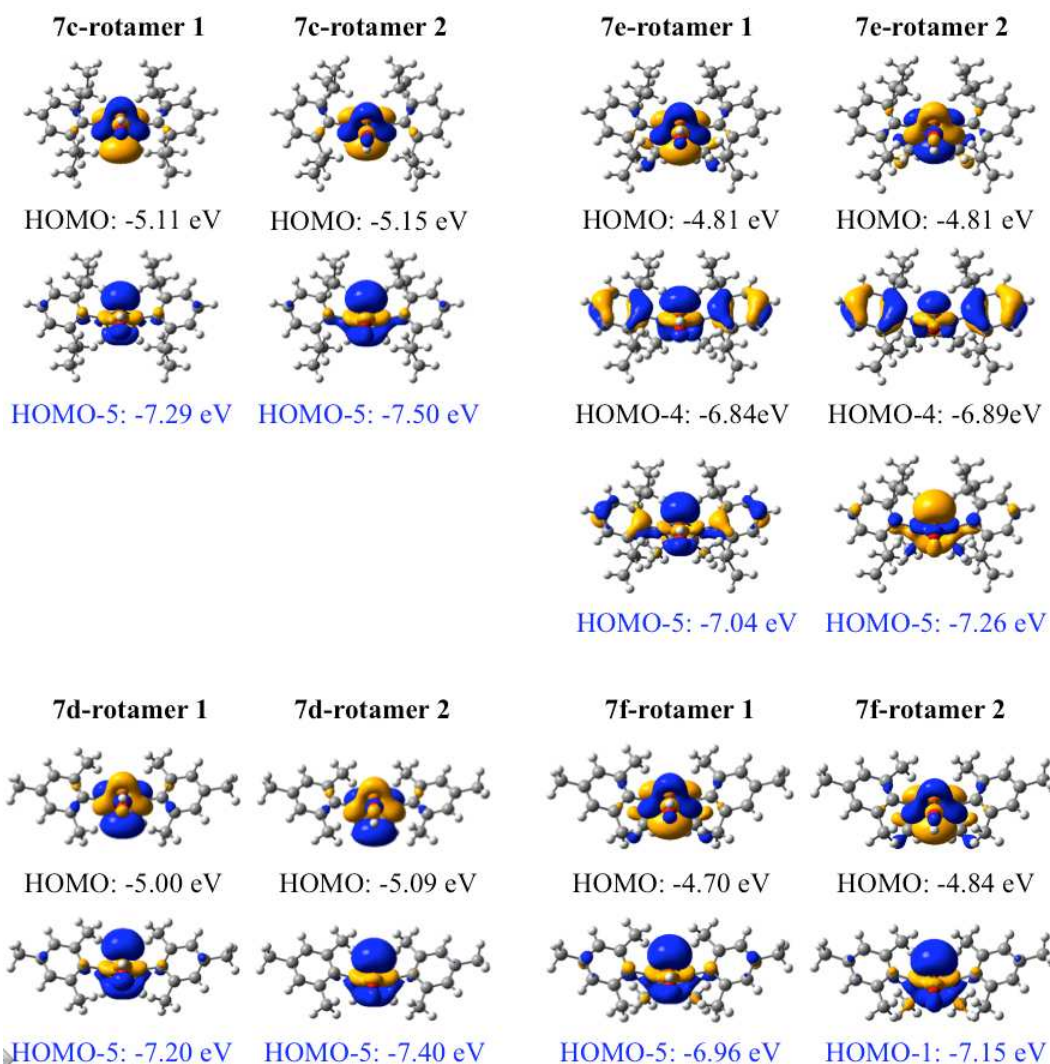 7c-rotamer 1 7c-rotamer 2 7e-rotamer 1 7e-rotamer 2
HOMO: -5.11 eV HOMO: -5.15 eV HOMO: -4.81 eV HOMO: -4.81 eV
HOMO-5: -7.29 eV HOMO-5: -7.50 eV HOMO-4: -6.84eV HOMO-4: -6.89eV
HOMO-5: -7.04 eV HOMO-5: -7.26 eV
7d-rotamer 1 7d-rotamer 2 7f-rotamer 1 7f-rotamer 2
HOMO: -5.00 eV HOMO: -5.09 eV HOMO: -4.70 eV HOMO: -4.84 eV
HOMO-5: -7.20 eV HOMO-5: -7.40 eV HOMO-5: -6.96 eV HOMO-1: -7.15 eV